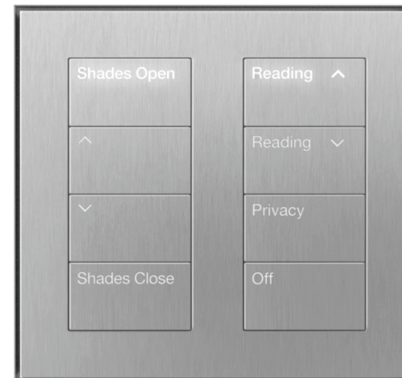 Shades Open
Shades Close
Reading
Reading
Privacy
Off